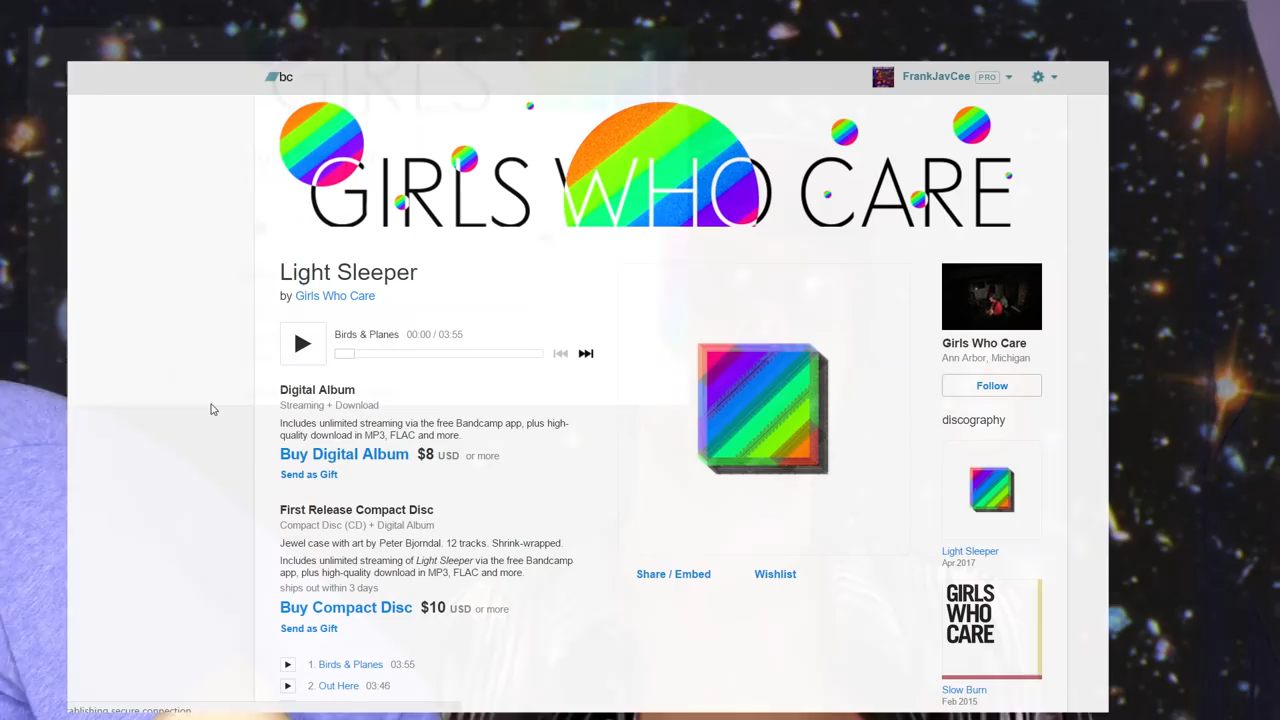 bc
FrankJavCee PRO
GIRLS WHO CARE
Light Sleeper
by Girls Who Care
Birds & Planes 00:00 / 03:55
Digital Album
Streaming + Download
Includes unlimited streaming via the free Bandcamp app, plus high-
quality download in MP3, FLAC and more.
Buy Digital Album $8 USD or more
Send as Gift
First Release Compact Disc
Compact Disc (CD) + Digital Album
Jewel case with art by Peter Bjorndal. 12 tracks. Shrink-wrapped.
Includes unlimited streaming of Light Sleeper via the free Bandcamp
app, plus high-quality download in MP3, FLAC and more.
ships out within 3 days
Buy Compact Disc $10 USD or more
Send as Gift
1. Birds & Planes 03:55
2. Out Here 03:46
Share / Embed
Wishlist
Girls Who Care
Ann Arbor, Michigan
Follow
discography
Light Sleeper
Apr 2017
GIRLS
WHO
CARE
Slow Burn
Feb 2015
ablishing secure connection